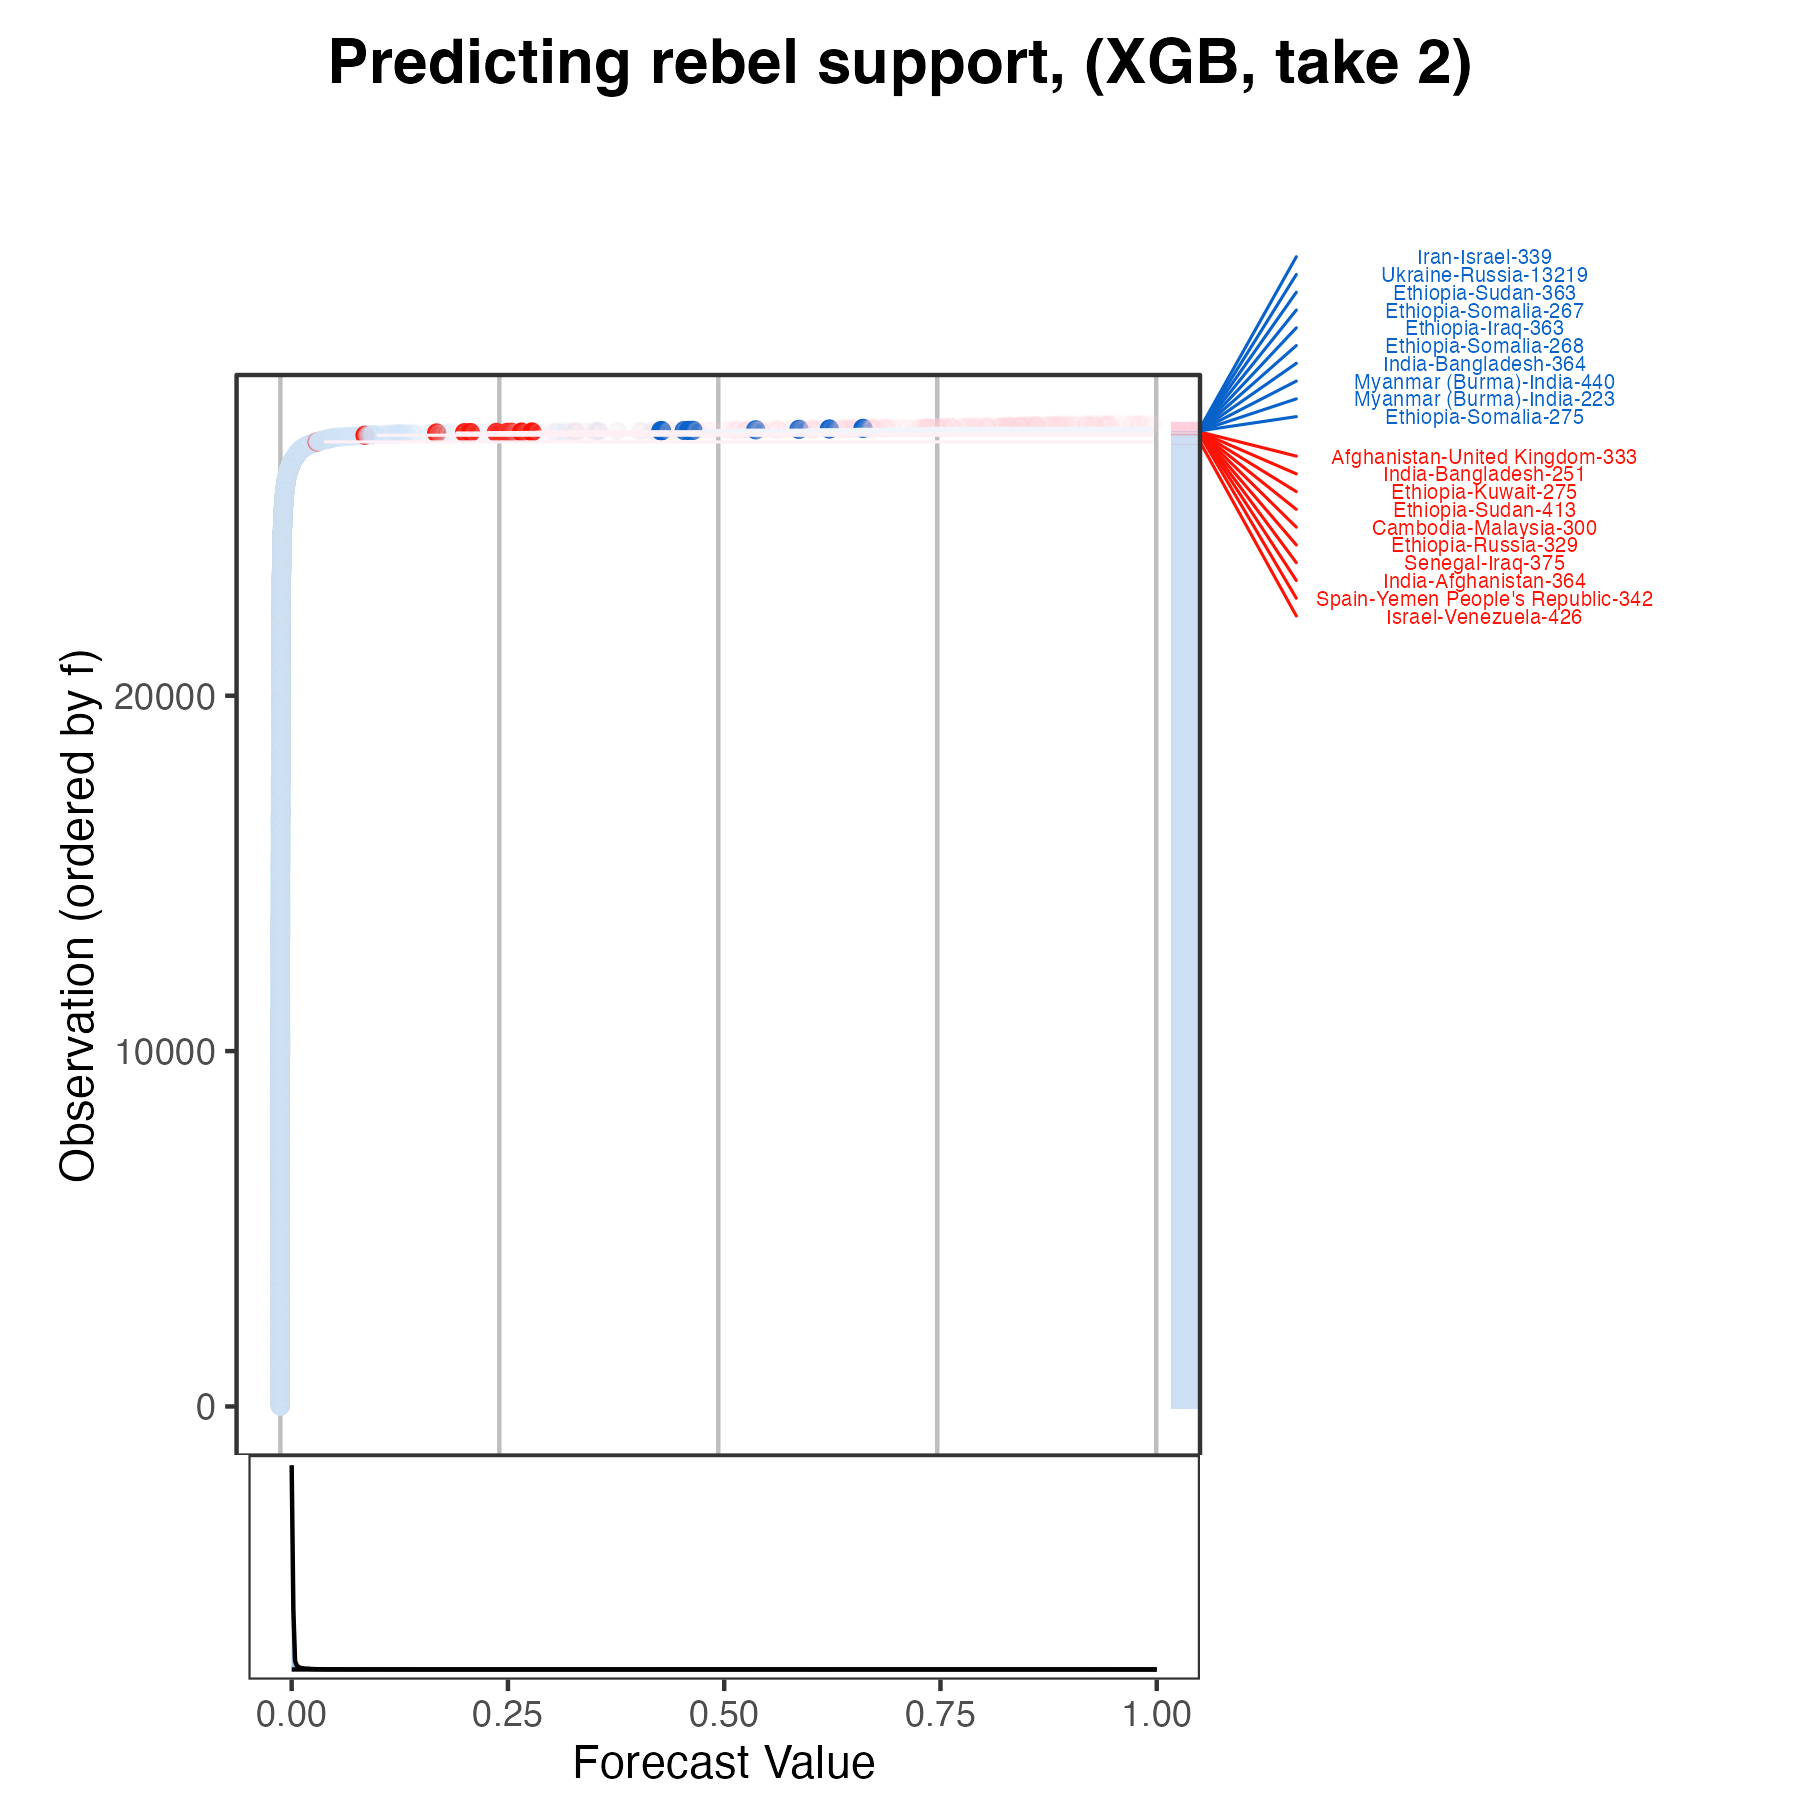 Predicting rebel support, (XGB, take 2)
Iran-Israel-339
Ukraine-Russia-13219
Ethiopia-Sudan-363
Ethiopia-Somalia-267
Ethiopia-Iraq-363
Ethiopia-Somalia-268
India-Bangladesh-364
Myanmar (Burma)-India-440
Myanmar (Burma)-India-223
Ethiopia-Somalia-275
Afghanistan-United Kingdom-333
India-Bangladesh-251
Ethiopia-Kuwait-275
Ethiopia-Sudan-413
Cambodia-Malaysia-300
Ethiopia-Russia-329
Senegal-Iraq-375
India-Afghanistan-364
Spain-Yemen People's Republic-342
Israel-Venezuela-426
Observation (ordered by f)
20000
10000
0
0.00 0.25 0.50 0.75 1.00
Forecast Value